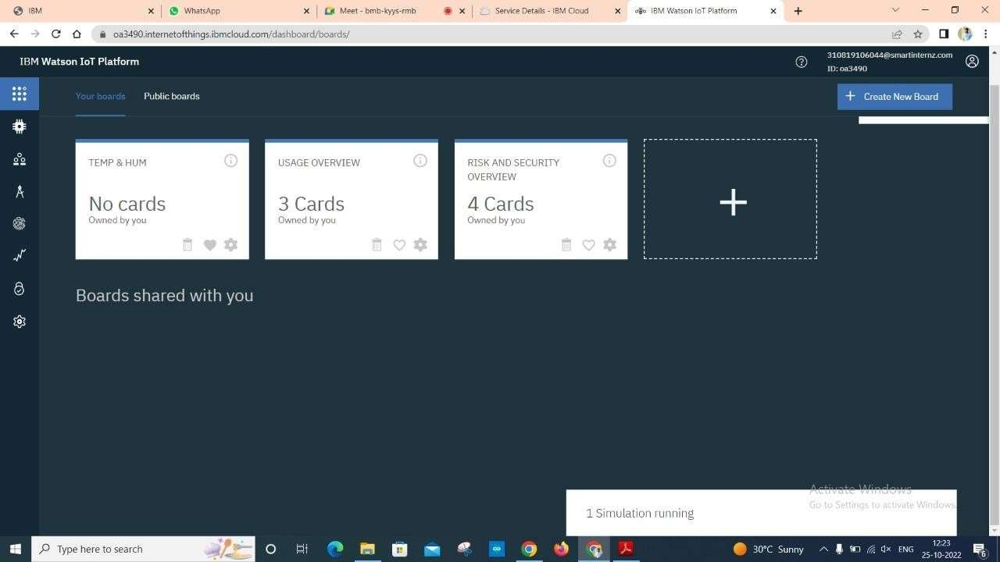 IBM
WhatsApp
Meet - bmb-kyys-rmb
Service Details - IBM Cloud
IBM Watson IoT Platform
oa3490.internetofthings.ibmcloud.com/dashboard/boards/
IBM Watson IoT Platform
310819106044@smartinternz.com
ID: oa3490
Your boards
Public boards
Create New Board
TEMP & HUM
No cards
Owned by you
USAGE OVERVIEW
3 Cards
Owned by you
RISK AND SECURITY
OVERVIEW
4 Cards
Owned by you
Boards shared with you
Activate Windows
Go to Settings to activate Windows.
1 Simulation running
Type here to search
30°C Sunny
ENG
12:23
25-10-2022
6